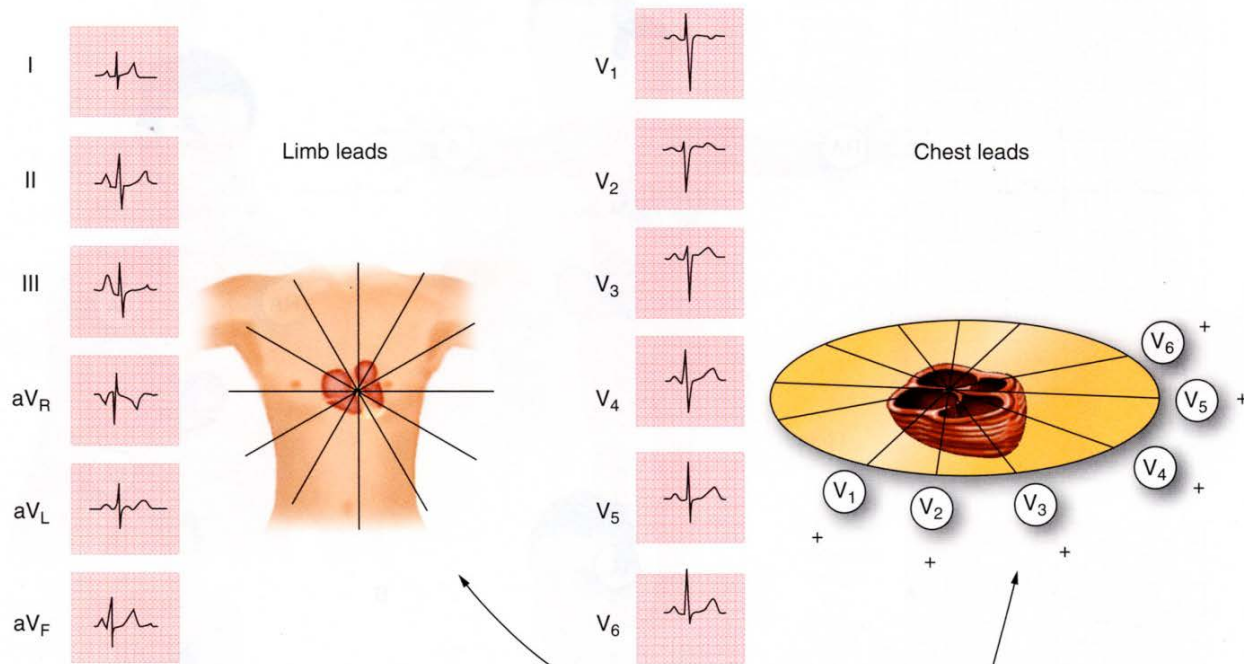 I
II
III
aVR
aVL
aVF
Limb leads
V1
V2
V3
V4
V5
V6
Chest leads
V6
+
V5
+
V4
+
V1
+
V2
+
V3
+